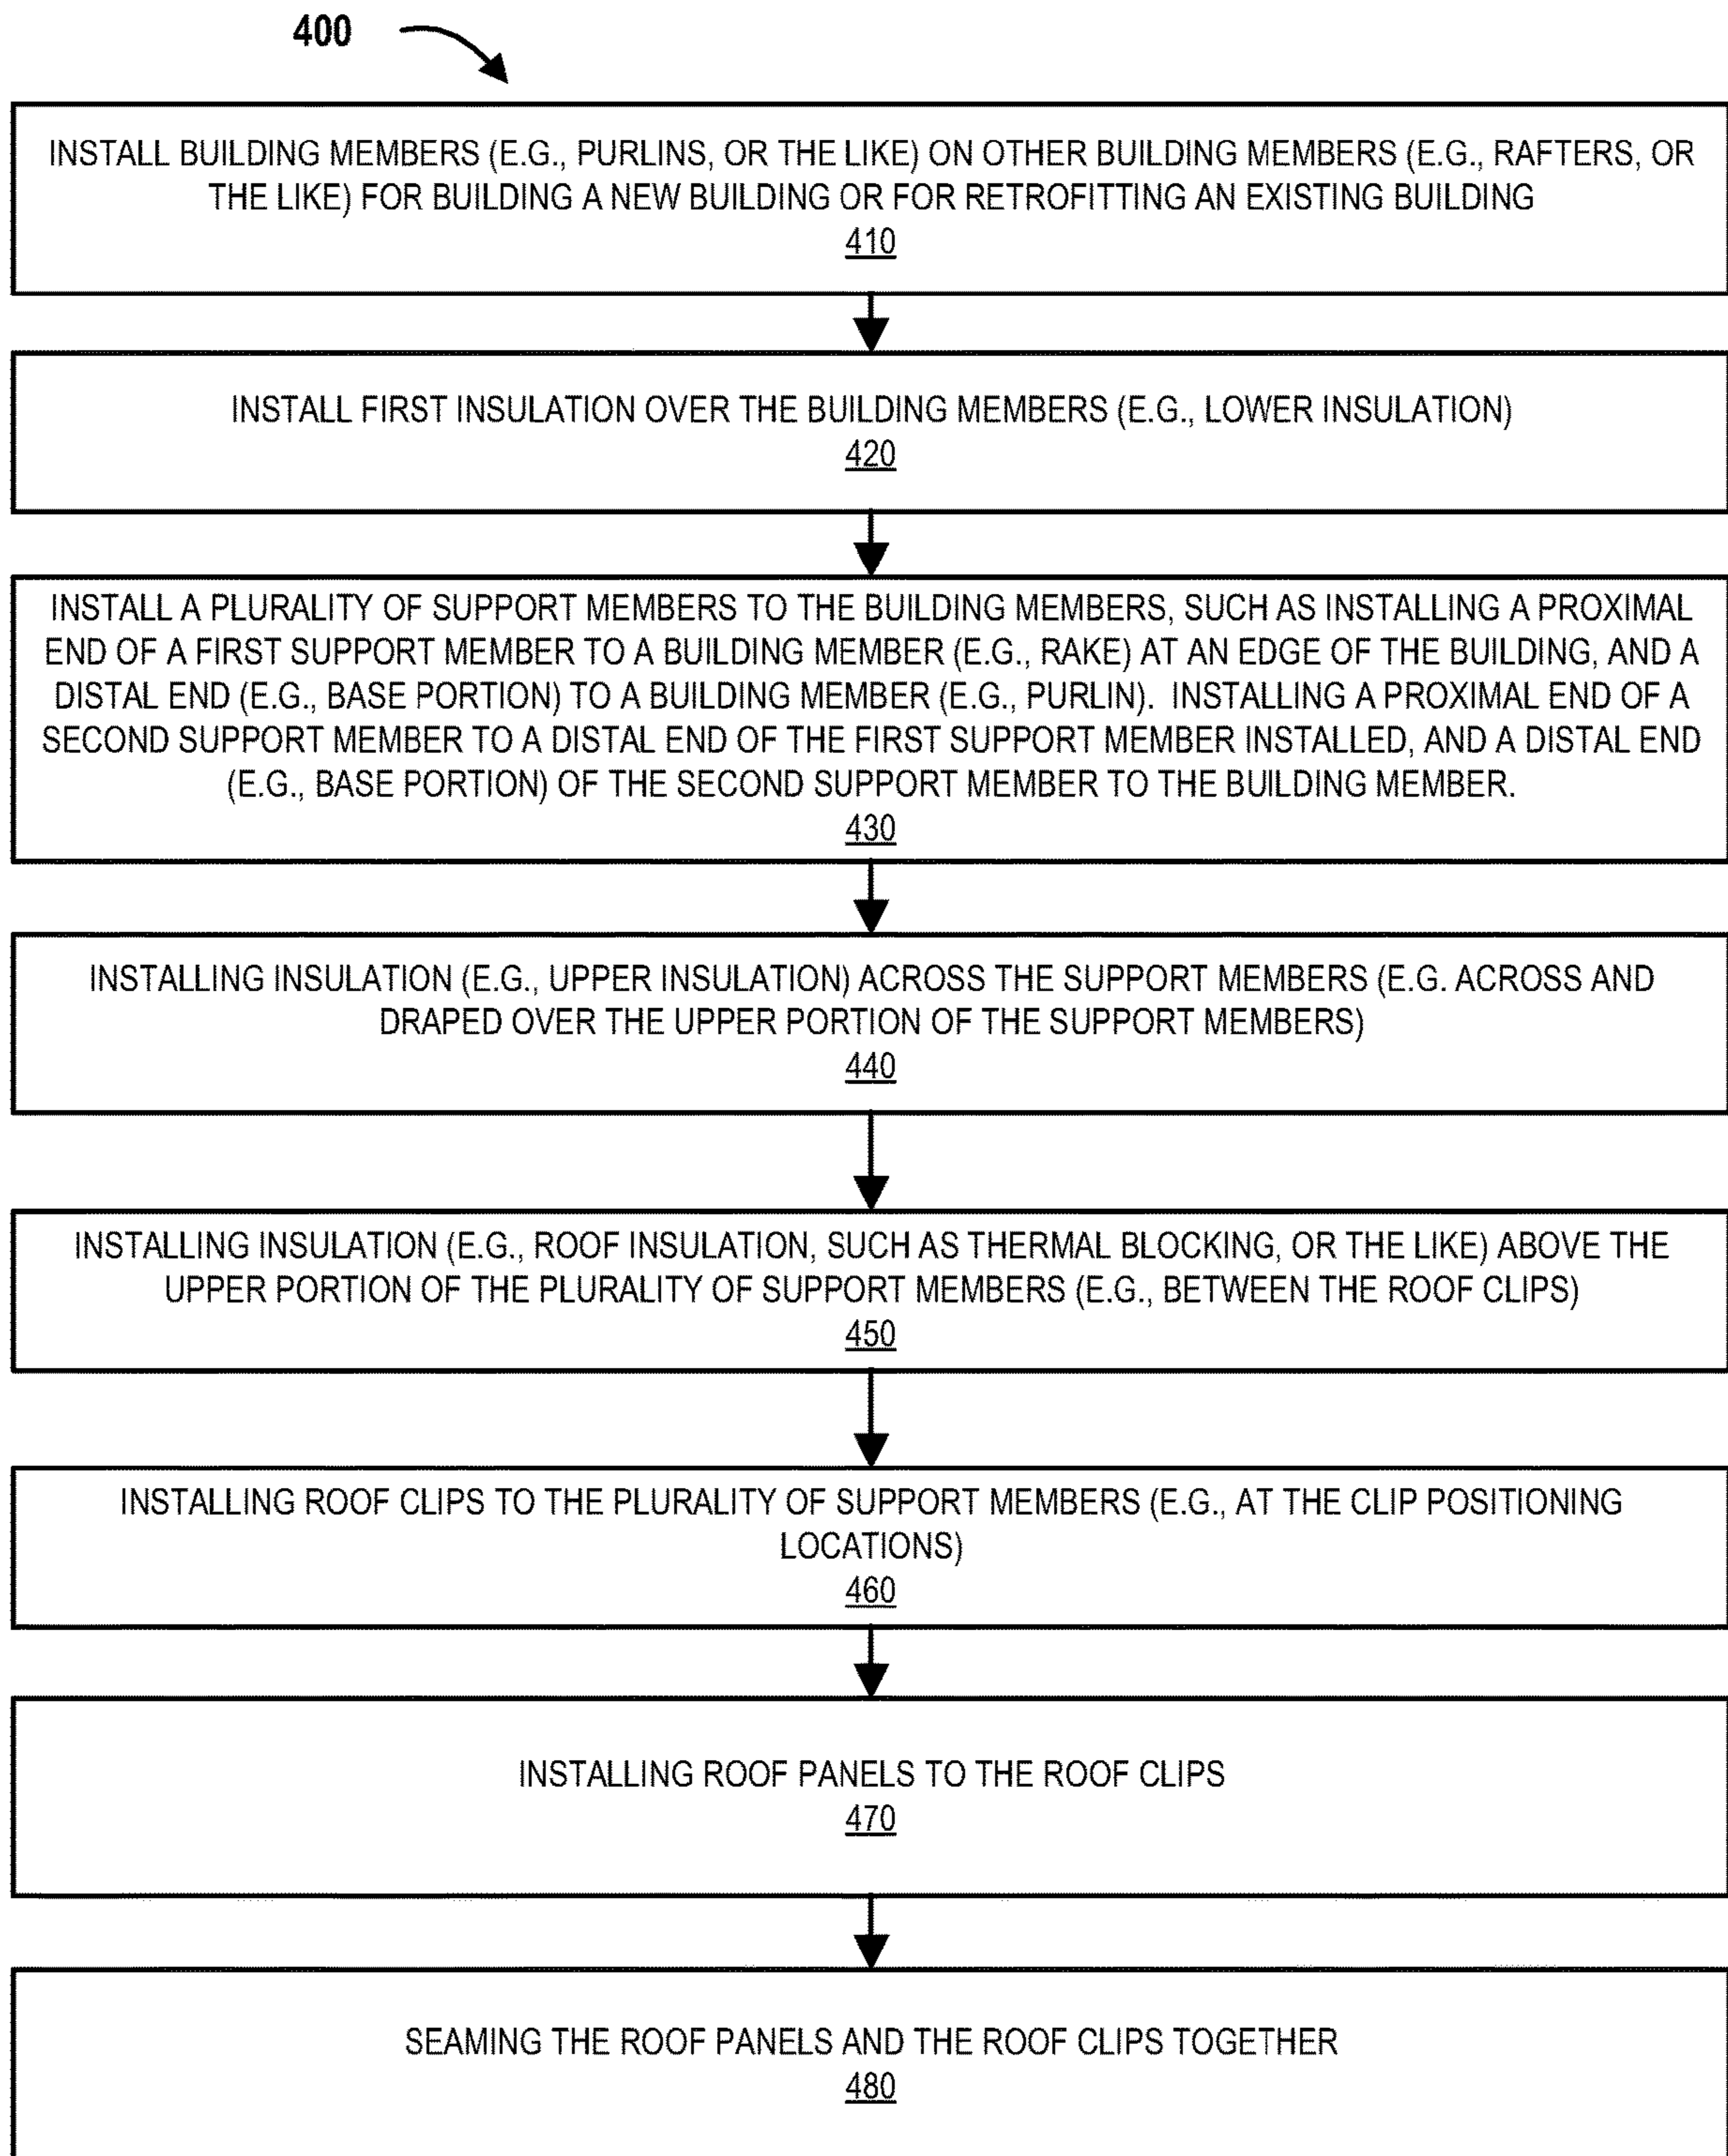 400
INSTALL BUILDING MEMBERS (E.G., PURLINS, OR THE LIKE) ON OTHER BUILDING MEMBERS (E.G., RAFTERS, OR
THE LIKE) FOR BUILDING A NEW BUILDING OR FOR RETROFITTING AN EXISTING BUILDING
410
INSTALL FIRST INSULATION OVER THE BUILDING MEMBERS (E.G., LOWER INSULATION)
420
INSTALL A PLURALITY OF SUPPORT MEMBERS TO THE BUILDING MEMBERS, SUCH AS INSTALLING A PROXIMAL
END OF A FIRST SUPPORT MEMBER TO A BUILDING MEMBER (E.G., RAKE) AT AN EDGE OF THE BUILDING, AND A
DISTAL END (E.G., BASE PORTION) TO A BUILDING MEMBER (E.G., PURLIN). INSTALLING A PROXIMAL END OF A
SECOND SUPPORT MEMBER TO A DISTAL END OF THE FIRST SUPPORT MEMBER INSTALLED, AND A DISTAL END
(E.G., BASE PORTION) OF THE SECOND SUPPORT MEMBER TO THE BUILDING MEMBER.
430
INSTALLING INSULATION (E.G., UPPER INSULATION) ACROSS THE SUPPORT MEMBERS (E.G. ACROSS AND
DRAPED OVER THE UPPER PORTION OF THE SUPPORT MEMBERS)
440
INSTALLING INSULATION (E.G., ROOF INSULATION, SUCH AS THERMAL BLOCKING, OR THE LIKE) ABOVE THE
UPPER PORTION OF THE PLURALITY OF SUPPORT MEMBERS (E.G., BETWEEN THE ROOF CLIPS)
450
INSTALLING ROOF CLIPS TO THE PLURALITY OF SUPPORT MEMBERS (E.G., AT THE CLIP POSITIONING
LOCATIONS)
460
INSTALLING ROOF PANELS TO THE ROOF CLIPS
470
SEAMING THE ROOF PANELS AND THE ROOF CLIPS TOGETHER
480